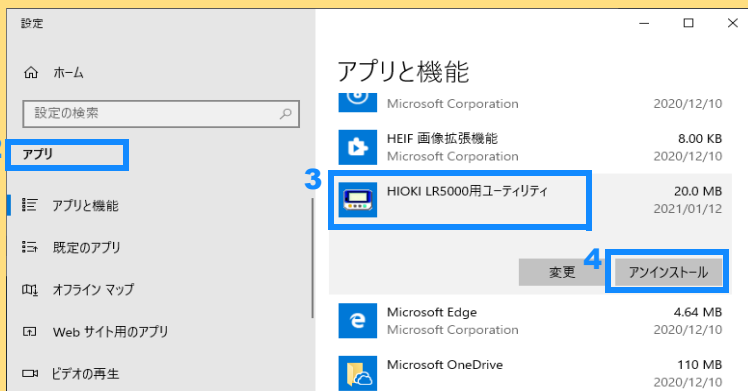 設定
ホーム
設定の検索
アプリ
アプリと機能
既定のアプリ
オフライン マップ
Web サイト用のアプリ
ビデオの再生
アプリと機能
Microsoft Corporation 2020/12/10
HEIF 画像拡張機能 8.00 KB
Microsoft Corporation 2020/12/10
3
HIOKI LR5000用ユーティリティ 20.0 MB
2021/01/12
変更 4 アンインストール
Microsoft Edge 4.64 MB
Microsoft Corporation 2020/12/10
Microsoft OneDrive 110 MB
2020/12/10